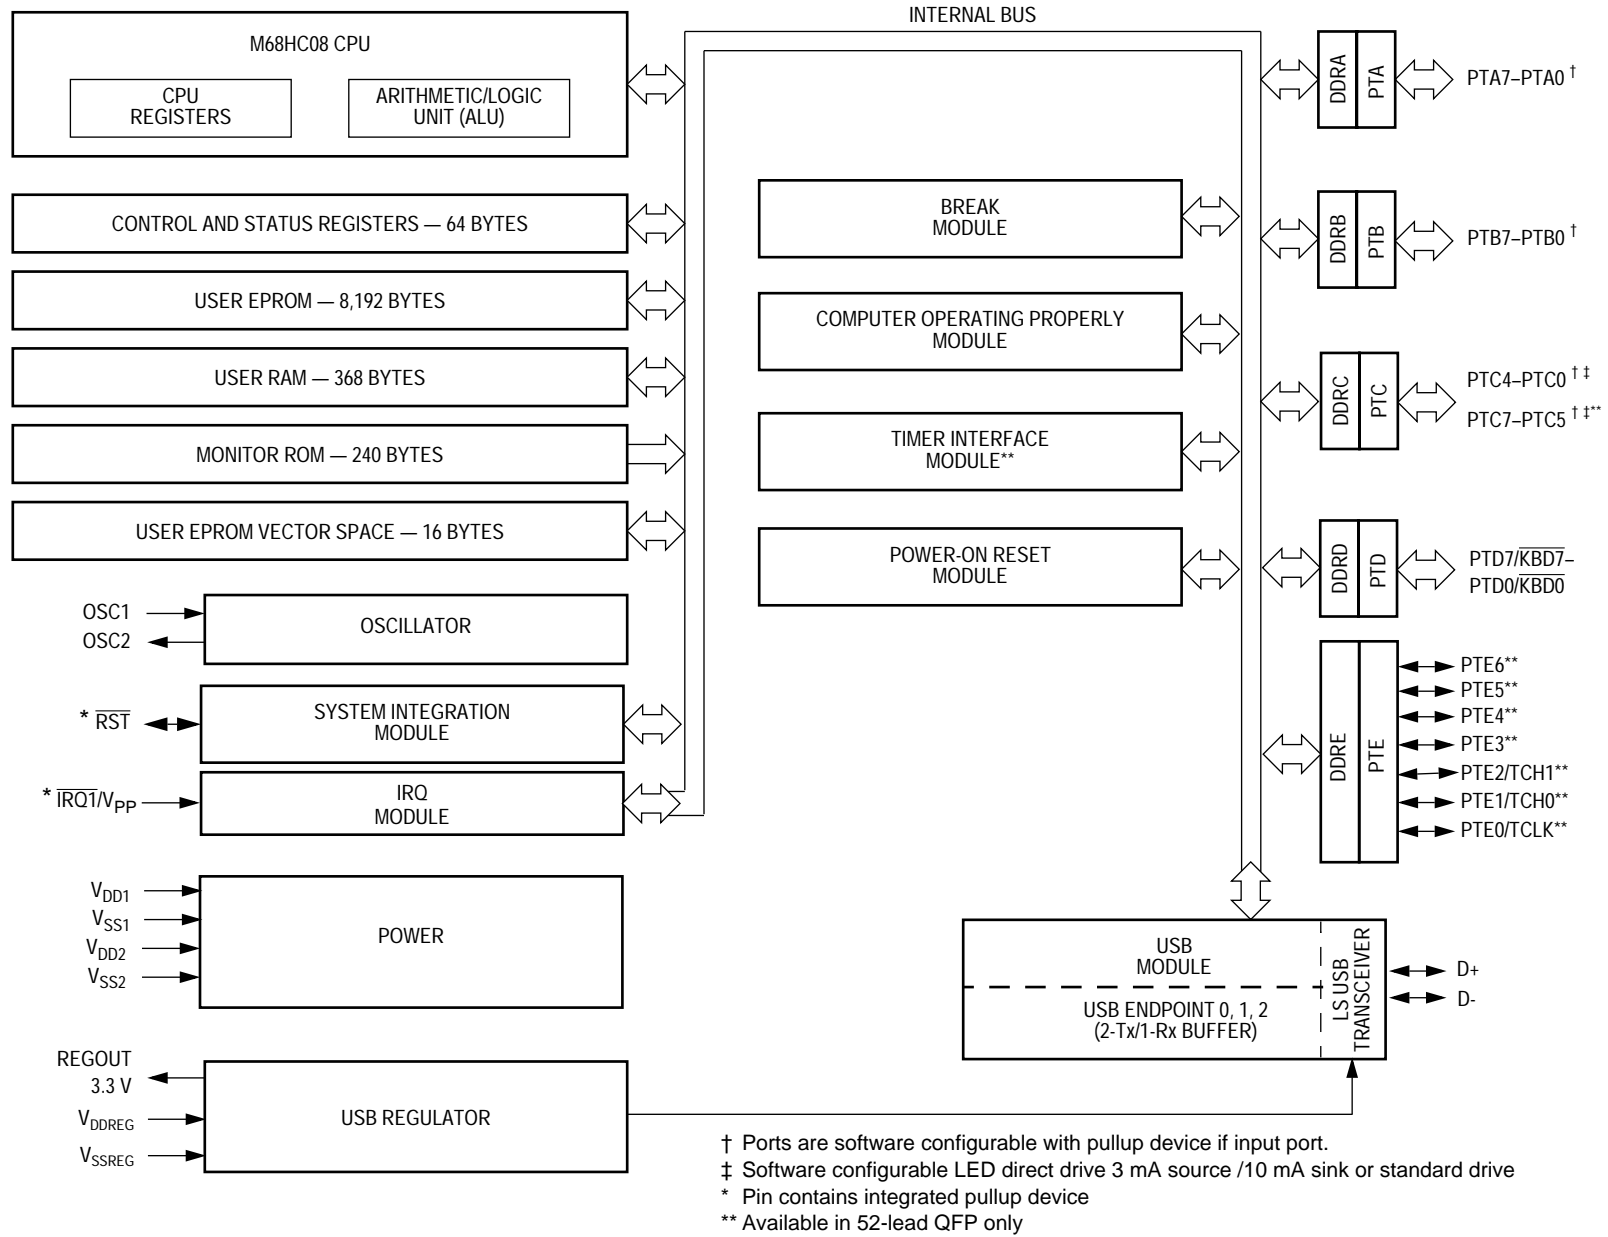 INTERNAL BUS
M68HC08 CPU
CPU
REGISTERS
ARITHMETIC/LOGIC
UNIT (ALU)
CONTROL AND STATUS REGISTERS — 64 BYTES
USER EPROM — 8,192 BYTES
USER RAM — 368 BYTES
MONITOR ROM — 240 BYTES
USER EPROM VECTOR SPACE — 16 BYTES
OSC1
OSC2
OSCILLATOR
* RST
SYSTEM INTEGRATION
MODULE
* IRQ1/VPP
IRQ
MODULE
VDD1
VSS1
VDD2
VSS2
POWER
REGOUT
3.3 V
VDDREG
VSSREG
USB REGULATOR
BREAK
MODULE
COMPUTER OPERATING PROPERLY
MODULE
TIMER INTERFACE
MODULE**
POWER-ON RESET
MODULE
DDRA
PTA
PTA7–PTA0 †
DDRB
PTB
PTB7–PTB0 †
DDRC
PTC
PTC4–PTC0 † ‡
PTC7–PTC5 † ‡**
DDRD
PTD
PTD7/KBD7–
PTD0/KBD0
DDRE
PTE
PTE6**
PTE5**
PTE4**
PTE3**
PTE2/TCH1**
PTE1/TCH0**
PTE0/TCLK**
USB
MODULE
USB ENDPOINT 0, 1, 2
(2-Tx/1-Rx BUFFER)
LS USB
TRANSCEIVER
D+
D-
† Ports are software configurable with pullup device if input port.
‡ Software configurable LED direct drive 3 mA source /10 mA sink or standard drive
* Pin contains integrated pullup device
** Available in 52-lead QFP only